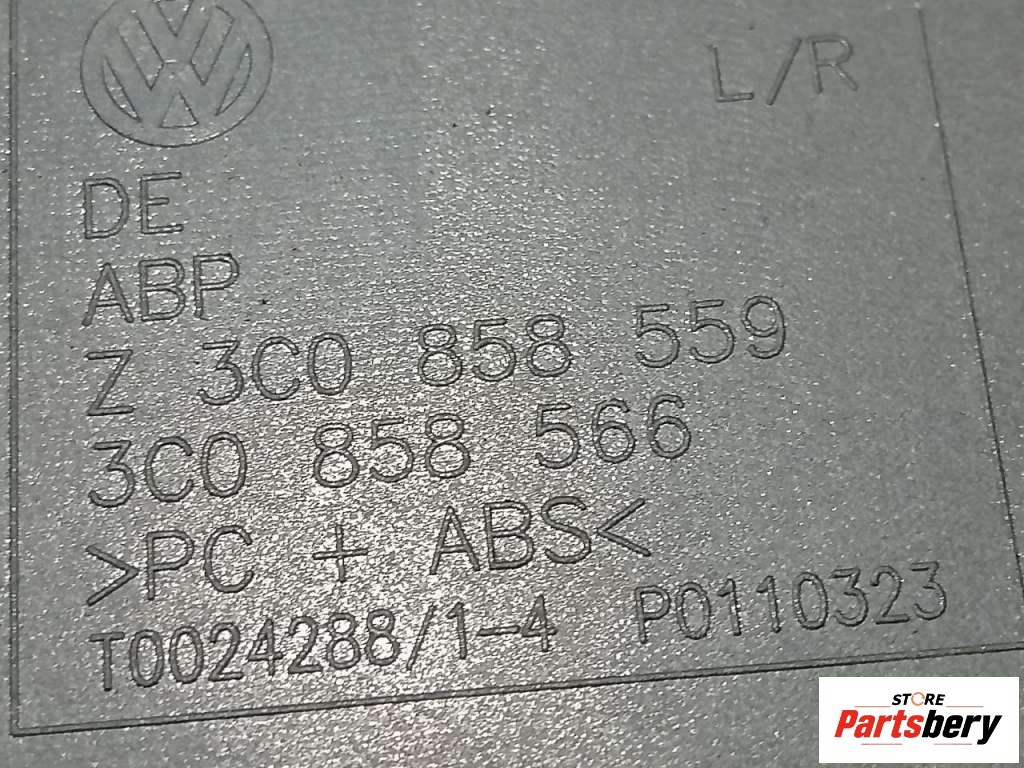 L/R
DE
ABP
Z 3C0 858 559
3C0 858 566
>PC + ABS<
T0024288/1-4 P0110323
STORE
Partsbery